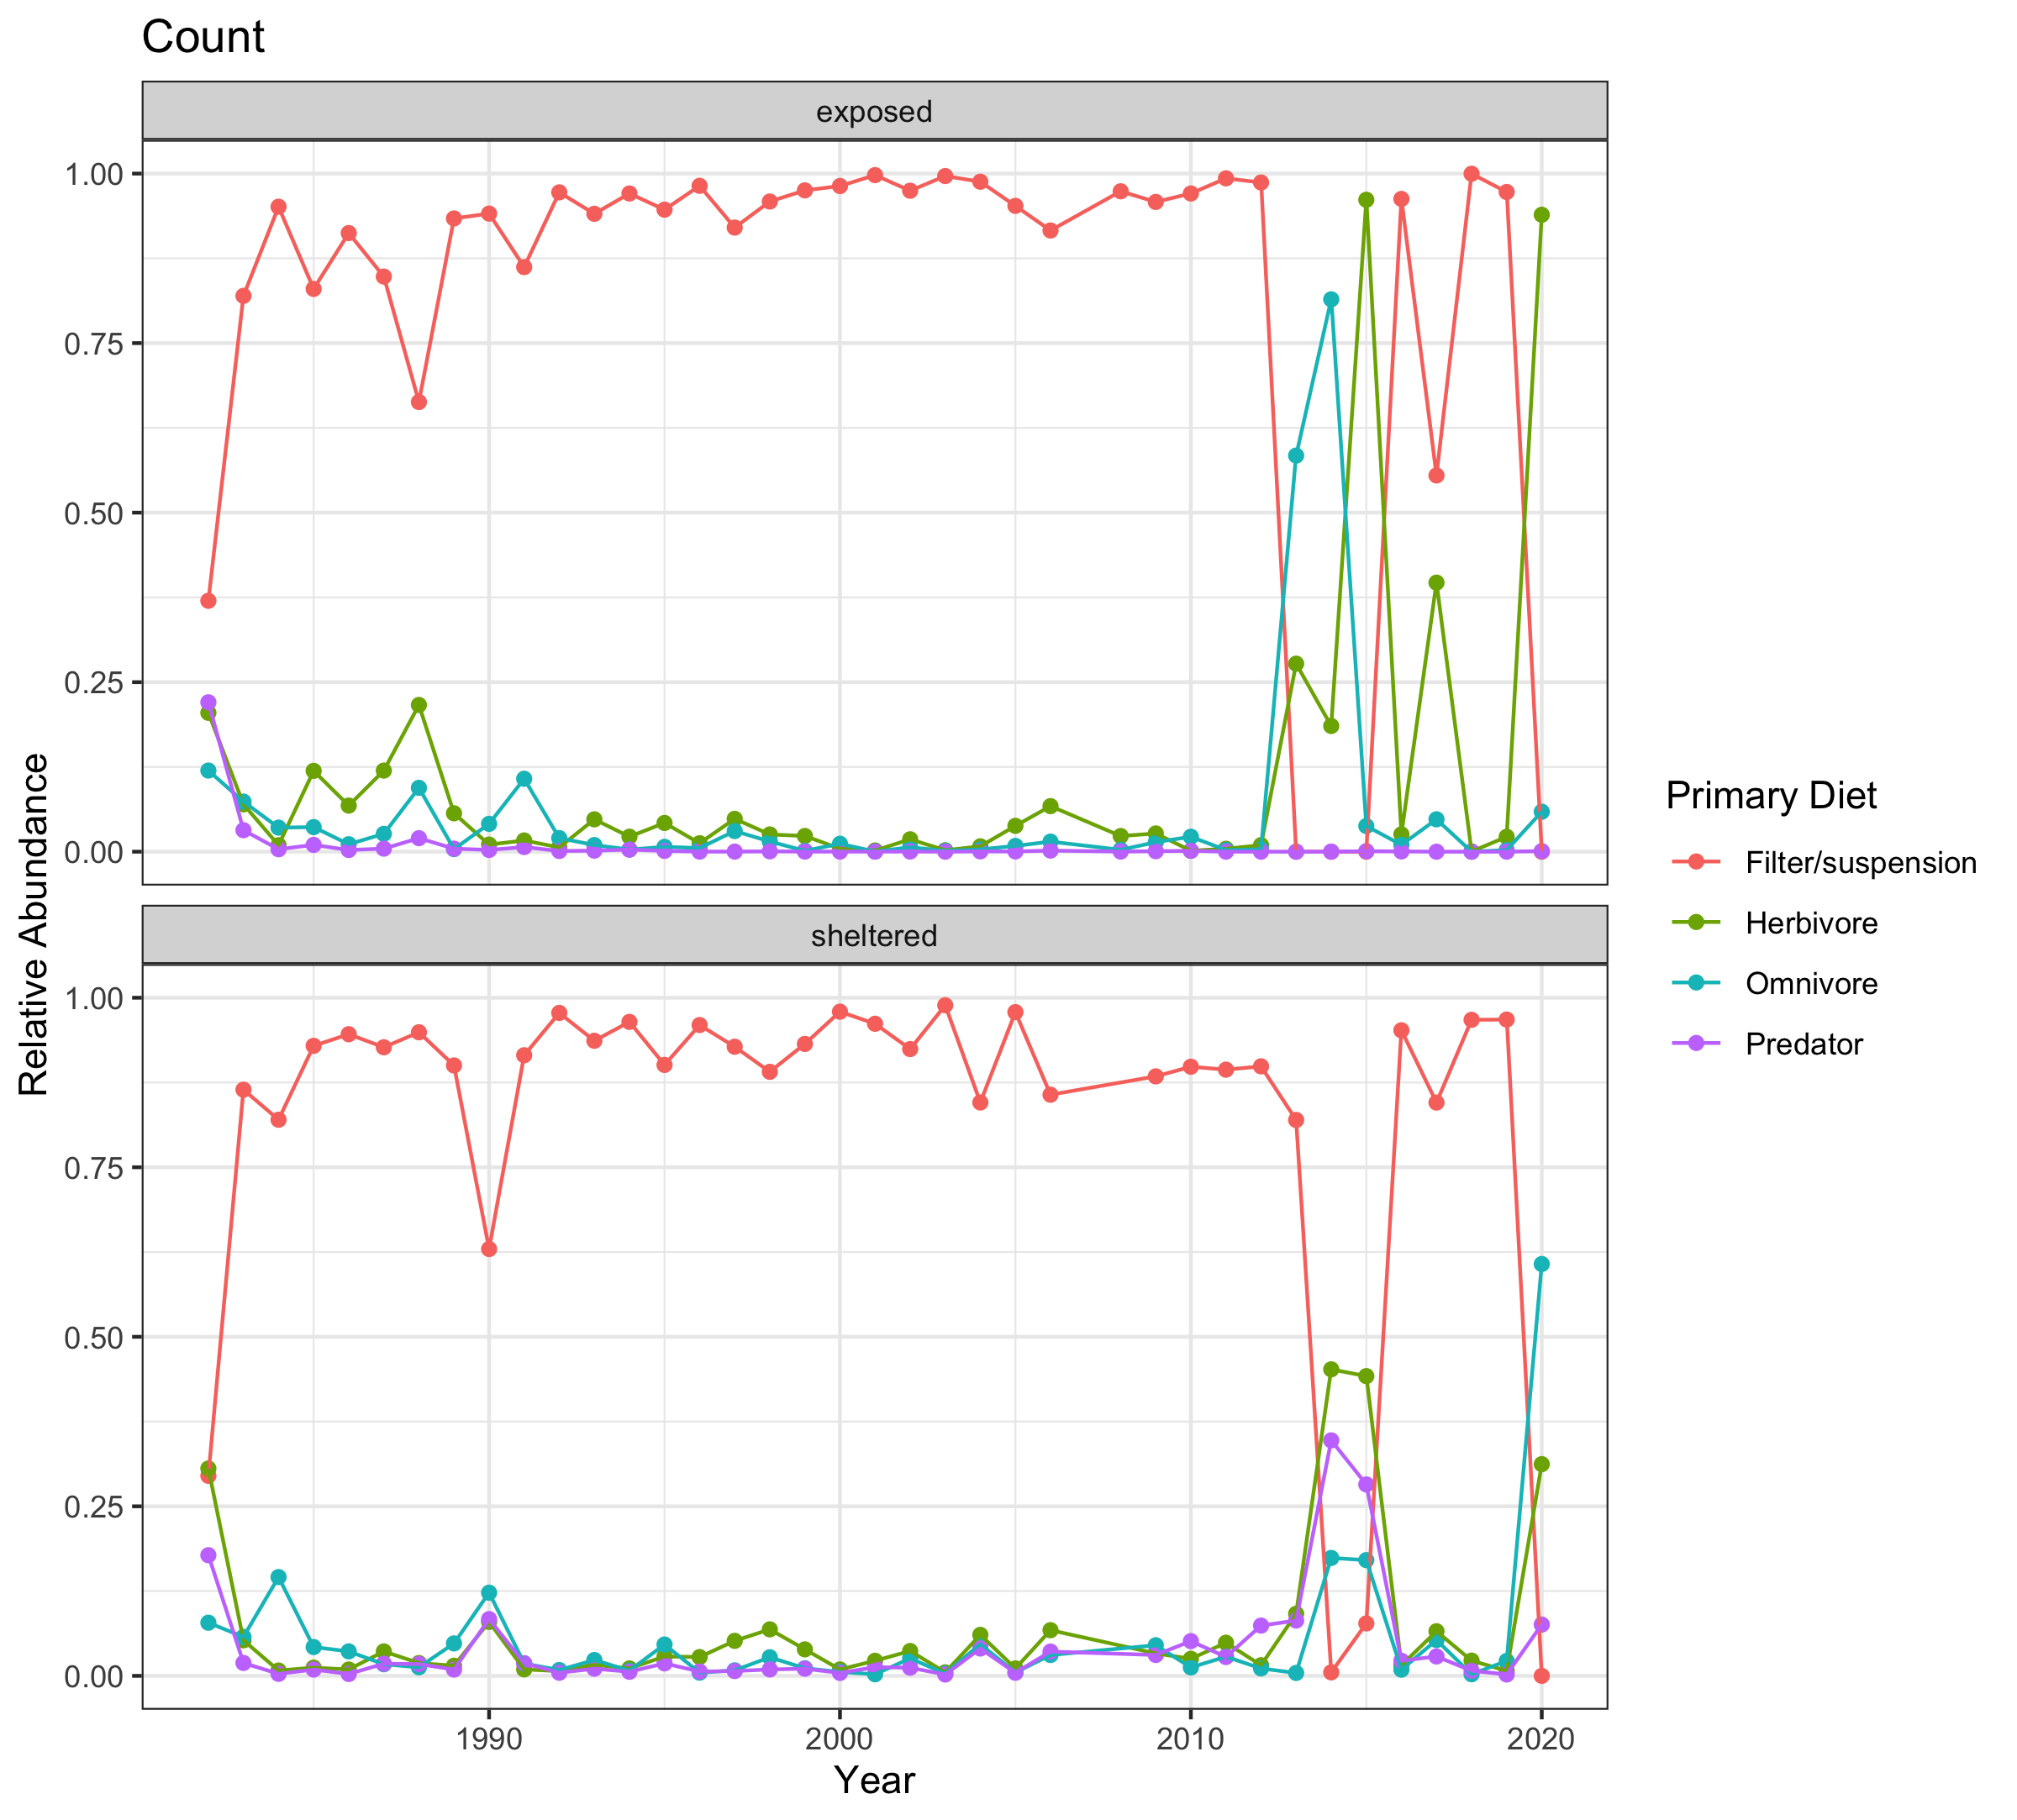 Count
exposed
1.00
0.75
0.50
0.25
0.00
sheltered
1.00
0.75
0.50
0.25
0.00
1990 2000 2010 2020
Year
Relative Abundance
Primary Diet
Filter/suspension
Herbivore
Omnivore
Predator